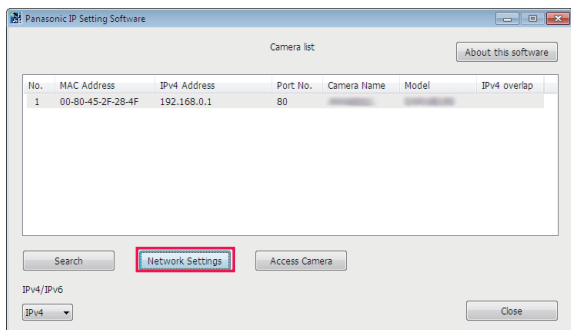 Panasonic IP Setting Software
Camera list
About this software
No. MAC Address IPv4 Address Port No. Camera Name Model IPv4 overlap
1 00-80-45-2F-28-4F 192.168.0.1 80
Search Network Settings Access Camera
IPv4/IPv6
IPv4 Close